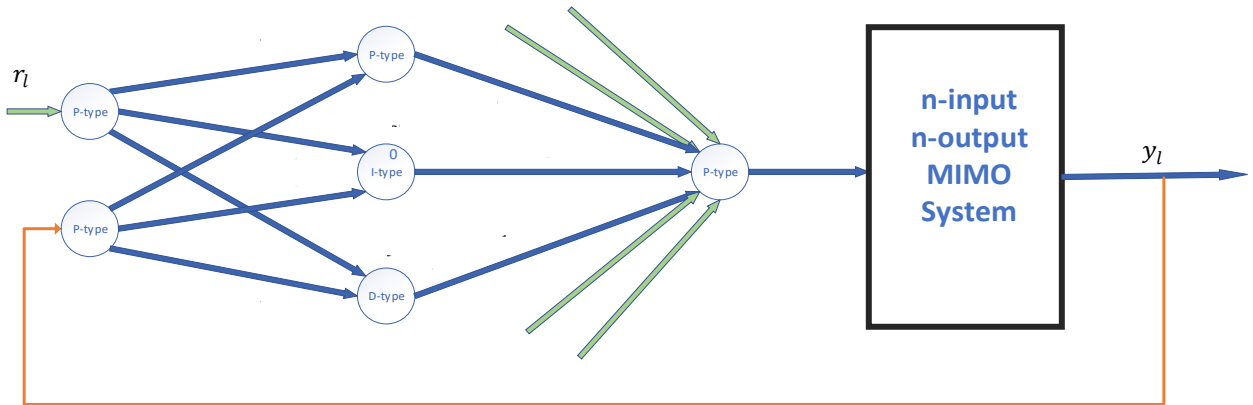 r_l
P-type
P-type
P-type
0
I-type
D-type
P-type
n-input
n-output
MIMO
System
y_l